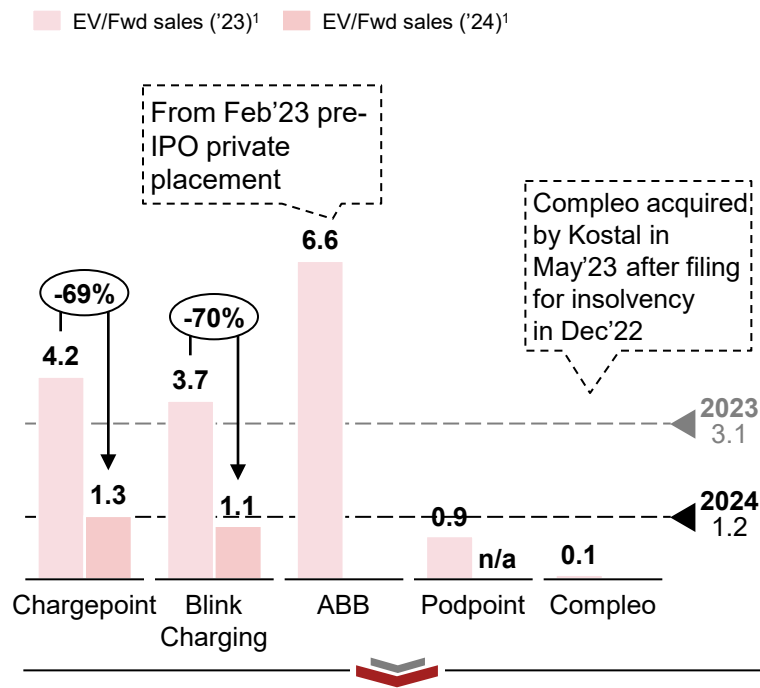 EV/Fwd sales (’23)¹ EV/Fwd sales (’24)¹
From Feb’23 pre-
IPO private
placement
Compleo acquired
by Kostal in
May’23 after filing
for insolvency
in Dec’22
-69%
-70%
4.2
1.3
3.7
1.1
6.6
0.9
n/a
0.1
2023
3.1
2024
1.2
Chargepoint
Blink
Charging
ABB
Podpoint
Compleo